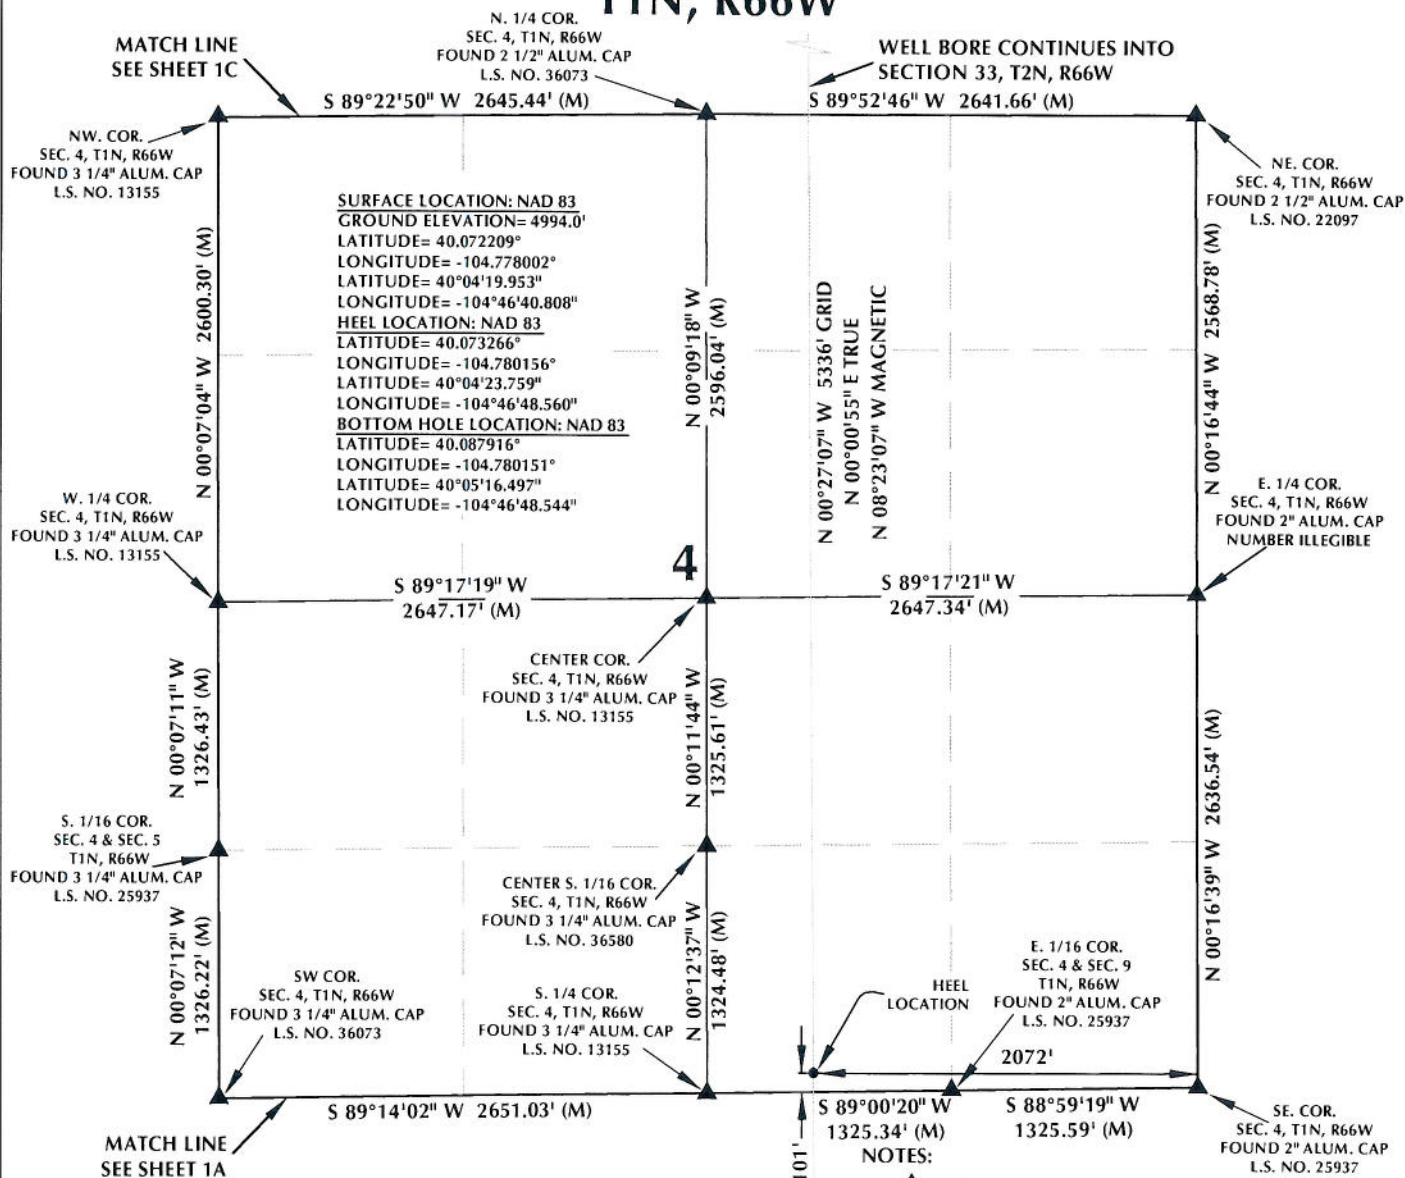 T1N, R66W
MATCH LINE
SEE SHEET 1C
N. 1/4 COR.
SEC. 4, T1N, R66W
FOUND 2 1/2" ALUM. CAP
L.S. NO. 36073
WELL BORE CONTINUES INTO
SECTION 33, T2N, R66W
S 89°22'50" W 2645.44' (M)
S 89°52'46" W 2641.66' (M)
NW. COR.
SEC. 4, T1N, R66W
FOUND 3 1/4" ALUM. CAP
L.S. NO. 13155
NE. COR.
SEC. 4, T1N, R66W
FOUND 2 1/2" ALUM. CAP
L.S. NO. 22097
SURFACE LOCATION: NAD 83
GROUND ELEVATION= 4994.0'
LATITUDE= 40.072209°
LONGITUDE= -104.778002°
LATITUDE= 40°04'19.953"
LONGITUDE= -104°46'40.808"
HEEL LOCATION: NAD 83
LATITUDE= 40.073266°
LONGITUDE= -104.780156°
LATITUDE= 40°04'23.759"
LONGITUDE= -104°46'48.560"
BOTTOM HOLE LOCATION: NAD 83
LATITUDE= 40.087916°
LONGITUDE= -104.780151°
LATITUDE= 40°05'16.497"
LONGITUDE= -104°46'48.544"
N 00°07'04" W 2600.30' (M)
N 00°09'18" W
2596.04' (M)
N 00°27'07" W 5336' GRID
N 00°00'55" E TRUE
N 08°23'07" W MAGNETIC
N 00°16'44" W 2568.78' (M)
W. 1/4 COR.
SEC. 4, T1N, R66W
FOUND 3 1/4" ALUM. CAP
L.S. NO. 13155
E. 1/4 COR.
SEC. 4, T1N, R66W
FOUND 2" ALUM. CAP
NUMBER ILLEGIBLE
4
S 89°17'19" W
2647.17' (M)
S 89°17'21" W
2647.34' (M)
CENTER COR.
SEC. 4, T1N, R66W
FOUND 3 1/4" ALUM. CAP
L.S. NO. 13155
N 00°07'11" W
1326.43' (M)
N 00°11'44" W
1325.61' (M)
N 00°16'39" W 2636.54' (M)
S. 1/16 COR.
SEC. 4 & SEC. 5
T1N, R66W
FOUND 3 1/4" ALUM. CAP
L.S. NO. 25937
CENTER S. 1/16 COR.
SEC. 4, T1N, R66W
FOUND 3 1/4" ALUM. CAP
L.S. NO. 36580
N 00°07'12" W
1326.22' (M)
N 00°12'37" W
1324.48' (M)
SW COR.
SEC. 4, T1N, R66W
FOUND 3 1/4" ALUM. CAP
L.S. NO. 36073
S. 1/4 COR.
SEC. 4, T1N, R66W
FOUND 3 1/4" ALUM. CAP
L.S. NO. 13155
HEEL
LOCATION
E. 1/16 COR.
SEC. 4 & SEC. 9
T1N, R66W
FOUND 2" ALUM. CAP
L.S. NO. 25937
2072'
S 89°14'02" W 2651.03' (M)
S 89°00'20" W
1325.34' (M)
S 88°59'19" W
1325.59' (M)
SE. COR.
SEC. 4, T1N, R66W
FOUND 2" ALUM. CAP
L.S. NO. 25937
MATCH LINE
SEE SHEET 1A
101'
NOTES: